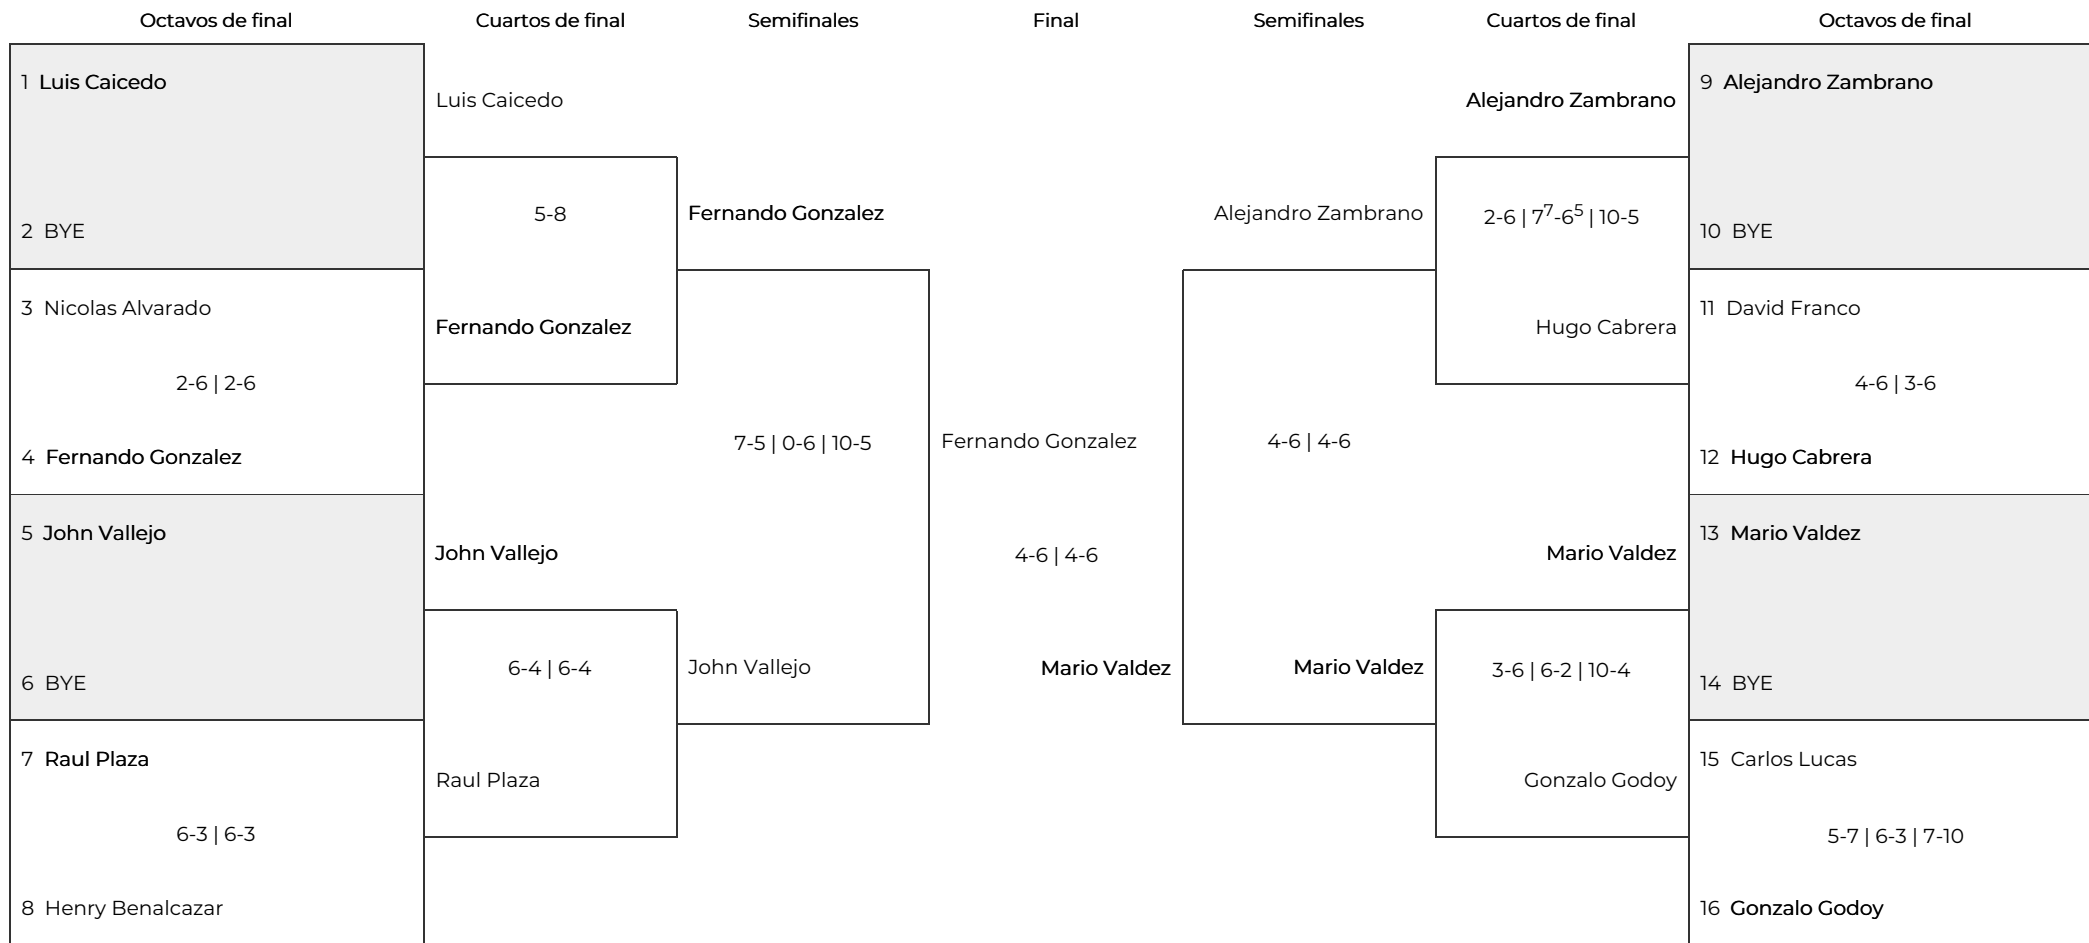 Octavos de final
Cuartos de final
Semifinales
Final
Semifinales
Cuartos de final
Octavos de final
1 Luis Caicedo
2 BYE
3 Nicolas Alvarado
2-6 | 2-6
4 Fernando Gonzalez
5 John Vallejo
6 BYE
7 Raul Plaza
6-3 | 6-3
8 Henry Benalcazar
Luis Caicedo
5-8
Fernando Gonzalez
John Vallejo
6-4 | 6-4
Raul Plaza
Fernando Gonzalez
7-5 | 0-6 | 10-5
John Vallejo
Fernando Gonzalez
4-6 | 4-6
Mario Valdez
Alejandro Zambrano
4-6 | 4-6
Mario Valdez
Alejandro Zambrano
2-6 | 7⁷-6⁵ | 10-5
Hugo Cabrera
Mario Valdez
3-6 | 6-2 | 10-4
Gonzalo Godoy
9 Alejandro Zambrano
10 BYE
11 David Franco
4-6 | 3-6
12 Hugo Cabrera
13 Mario Valdez
14 BYE
15 Carlos Lucas
5-7 | 6-3 | 7-10
16 Gonzalo Godoy